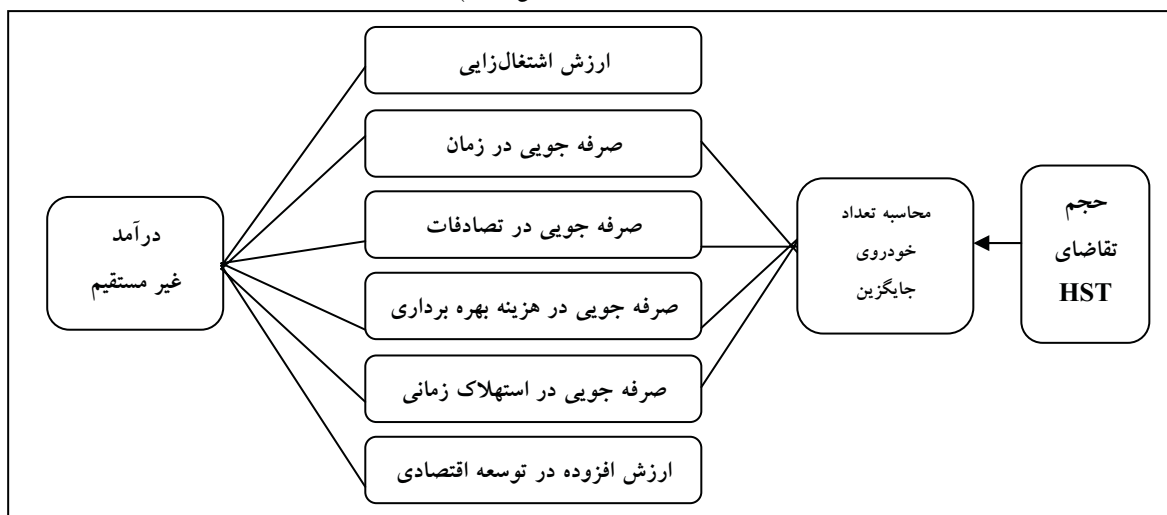 ارزش اشتغال‌زایی
صرفه جویی در زمان
صرفه جویی در تصادفات
صرفه جویی در هزینه بهره برداری
صرفه جویی در استهلاک زمانی
ارزش افزوده در توسعه اقتصادی
حجم
تقاضای
HST
محاسبه تعداد
خودروی
جایگزین
درآمد
غیر مستقیم